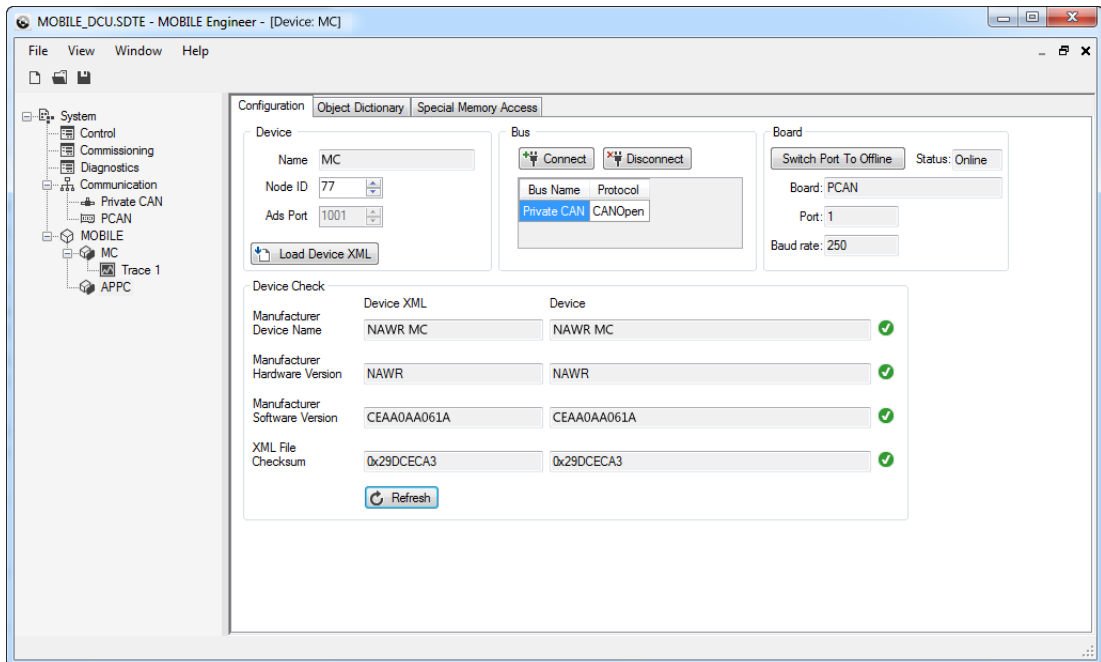 MOBILE_DCU.SDTE - MOBILE Engineer - [Device: MC]
File View Window Help
System
Control
Commissioning
Diagnostics
Communication
Private CAN
PCAN
MOBILE
MC
Trace 1
APPC
Configuration Object Dictionary Special Memory Access
Device
Name MC
Node ID 77
Ads Port 1001
Load Device XML
Bus
Connect Disconnect
Bus Name Protocol
Private CAN CANOpen
Board
Switch Port To Offline Status: Online
Board: PCAN
Port: 1
Baud rate: 250
Device Check
Device XML Device
Manufacturer
Device Name NAWR MC NAWR MC
Manufacturer
Hardware Version NAWR NAWR
Manufacturer
Software Version CEAA0AA061A CEAA0AA061A
XML File
Checksum 0x29DCECA3 0x29DCECA3
Refresh